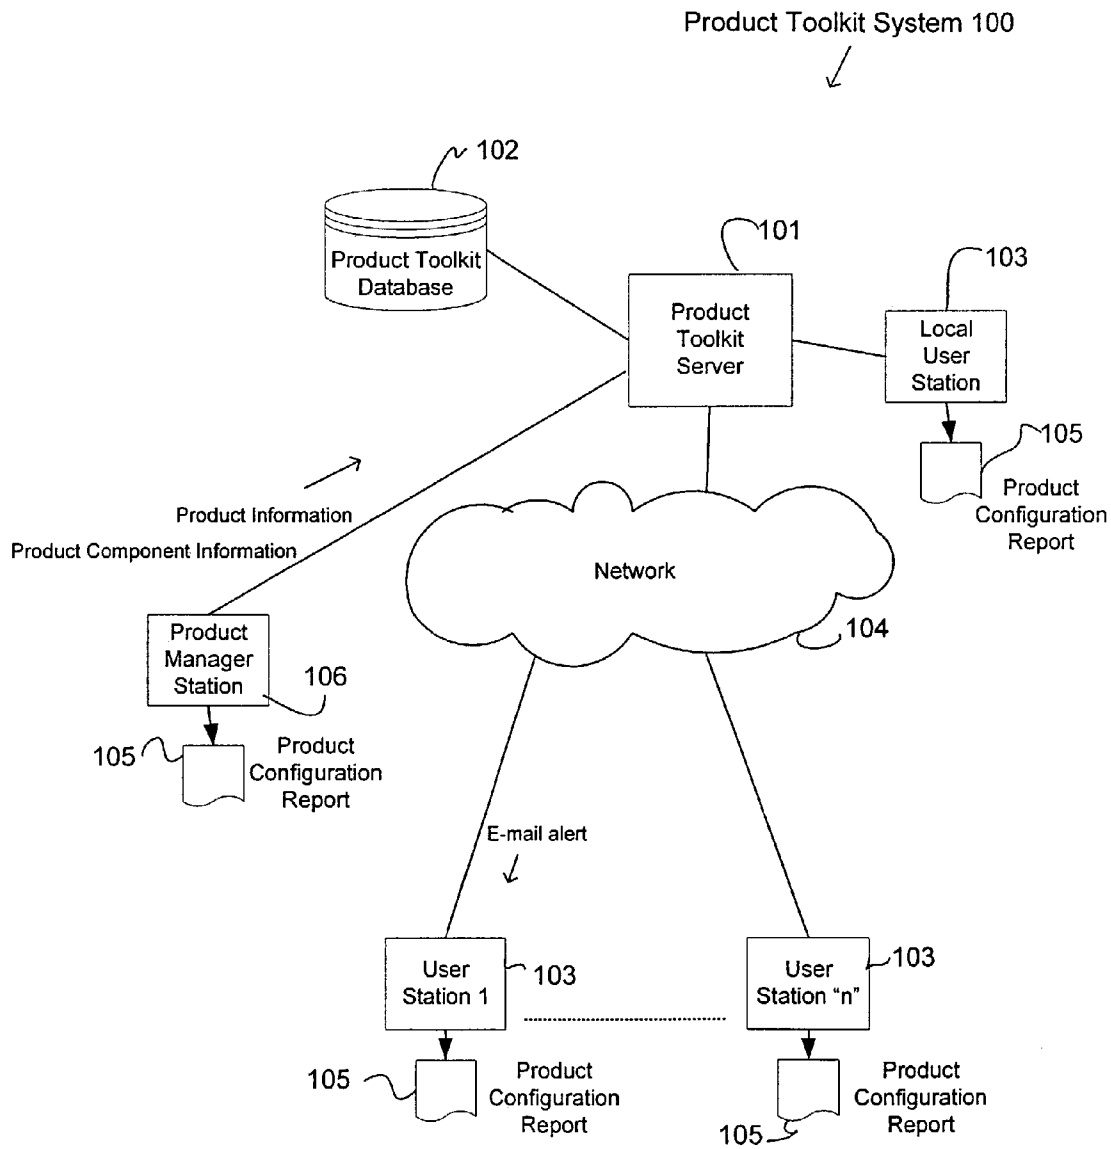 Product Toolkit System 100
102
Product Toolkit
Database
101
Product
Toolkit
Server
103
Local
User
Station
105
Product
Configuration
Report
Product Information
Product Component Information
Network
104
Product
Manager
Station
106
105
Product
Configuration
Report
E-mail alert
User
Station 1
103
User
Station “n”
103
105
Product
Configuration
Report
Product
Configuration
Report
105